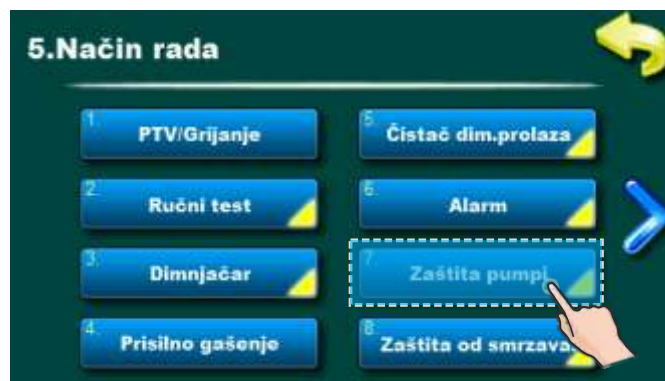 5.Način rada
1. PTV/Grijanje
2. Ručni test
3. Dimnjačar
4. Prisilno gašenje
5. Čistač dim.prolaza
6. Alarm
7. Zaštita pumpi
8. Zaštita od smrzava